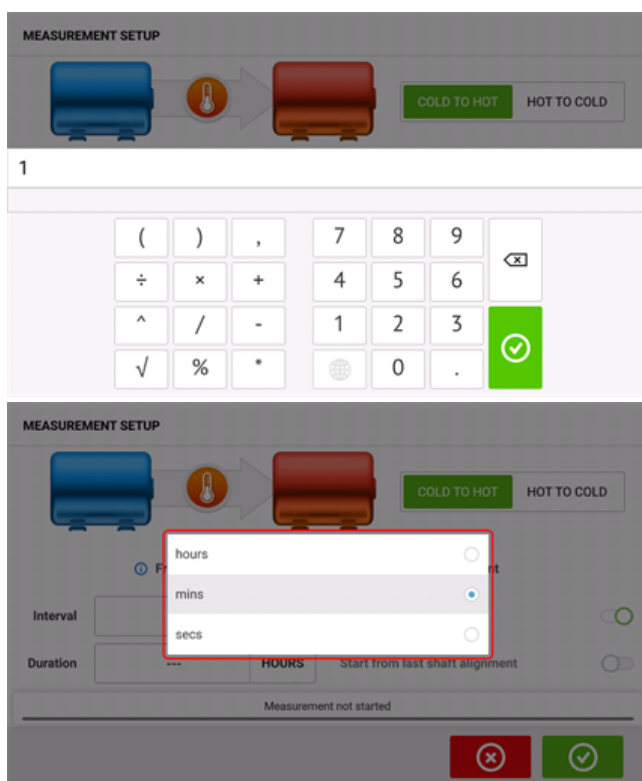 MEASUREMENT SETUP
COLD TO HOT HOT TO COLD
1
( ) , 7 8 9
÷ × + 4 5 6
^ / - 1 2 3
√ % * 0 .
MEASUREMENT SETUP
COLD TO HOT HOT TO COLD
hours
mins
secs
Interval
Duration --- HOURS Start from last shaft alignment
Measurement not started